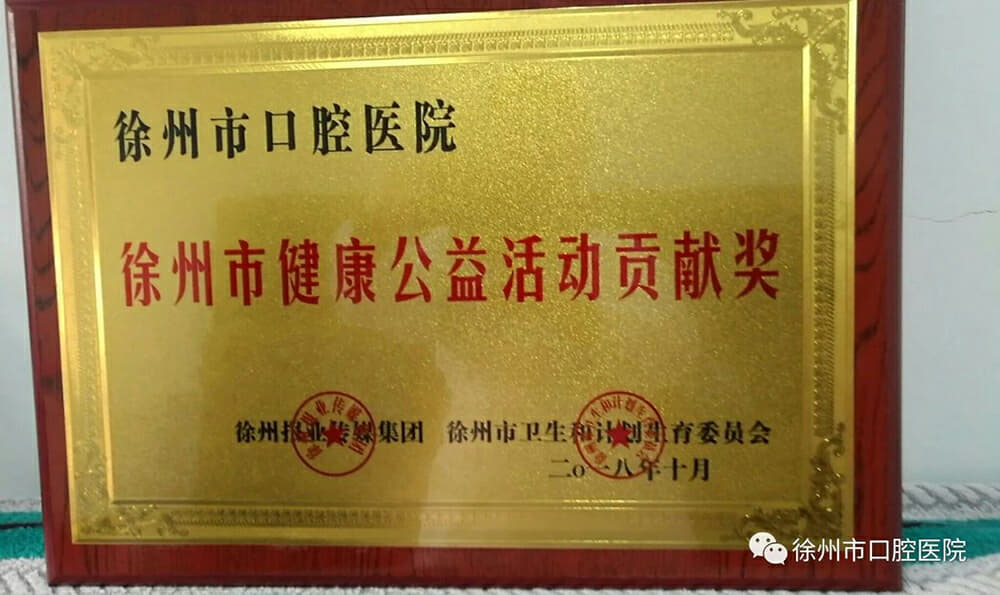 徐州市口腔医院
徐州市健康公益活动贡献奖
徐州报业传媒集团 徐州市卫生和计划生育委员会
二o一八年十月
徐州市口腔医院